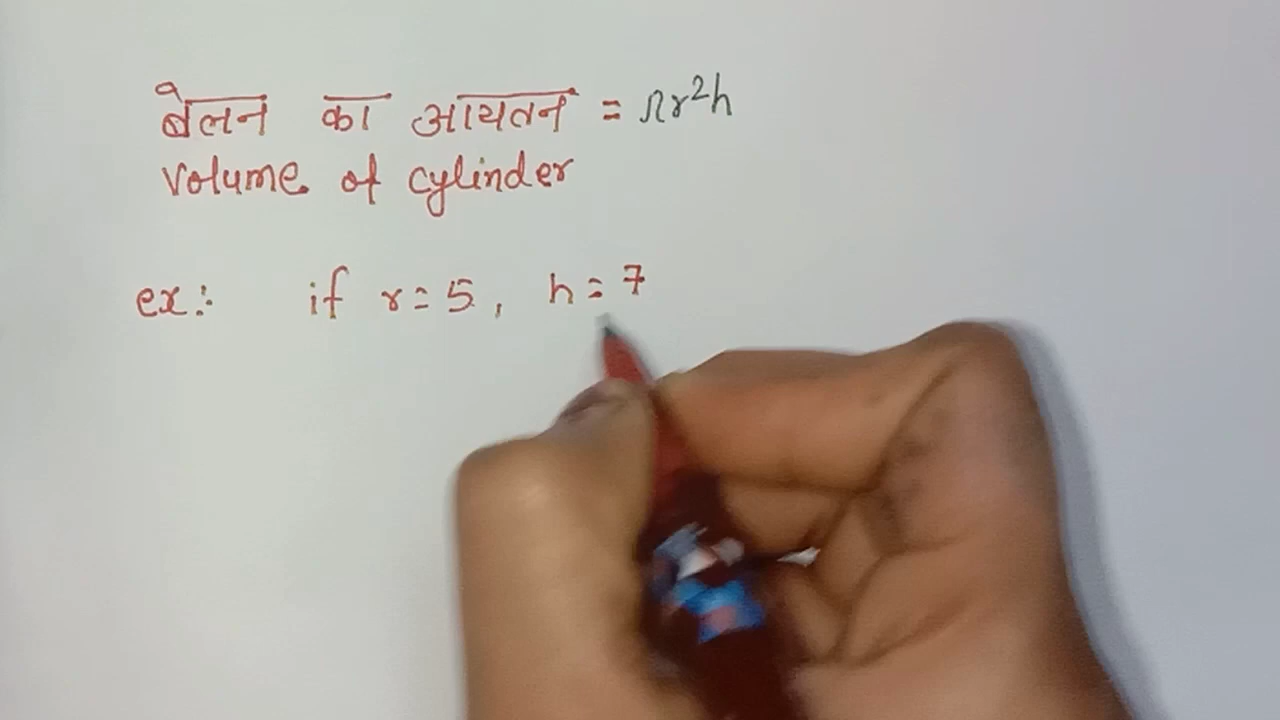 बेलन का आयतन = πr²h
Volume of cylinder
ex: if r = 5, h = 7